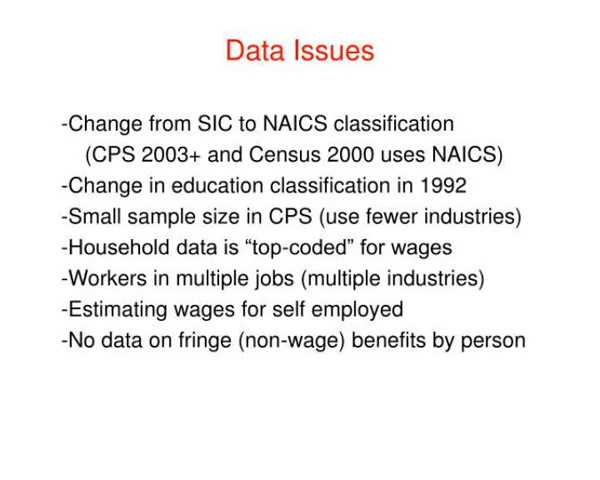 Data Issues
-Change from SIC to NAICS classification
(CPS 2003+ and Census 2000 uses NAICS)
-Change in education classification in 1992
-Small sample size in CPS (use fewer industries)
-Household data is “top-coded” for wages
-Workers in multiple jobs (multiple industries)
-Estimating wages for self employed
-No data on fringe (non-wage) benefits by person